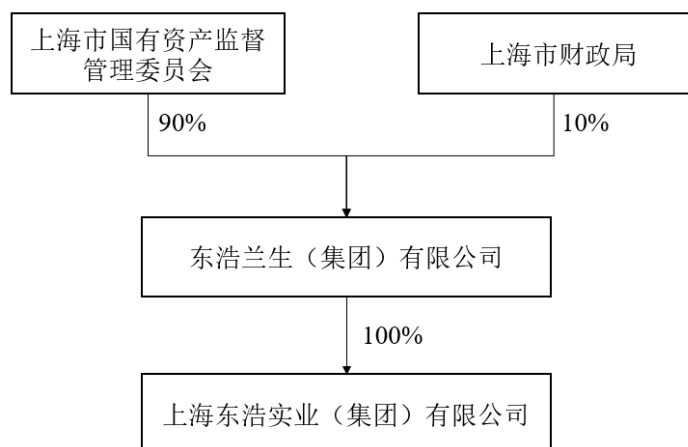 上海市国有资产监督
管理委员会
上海市财政局
90%
10%
东浩兰生（集团）有限公司
100%
上海东浩实业（集团）有限公司